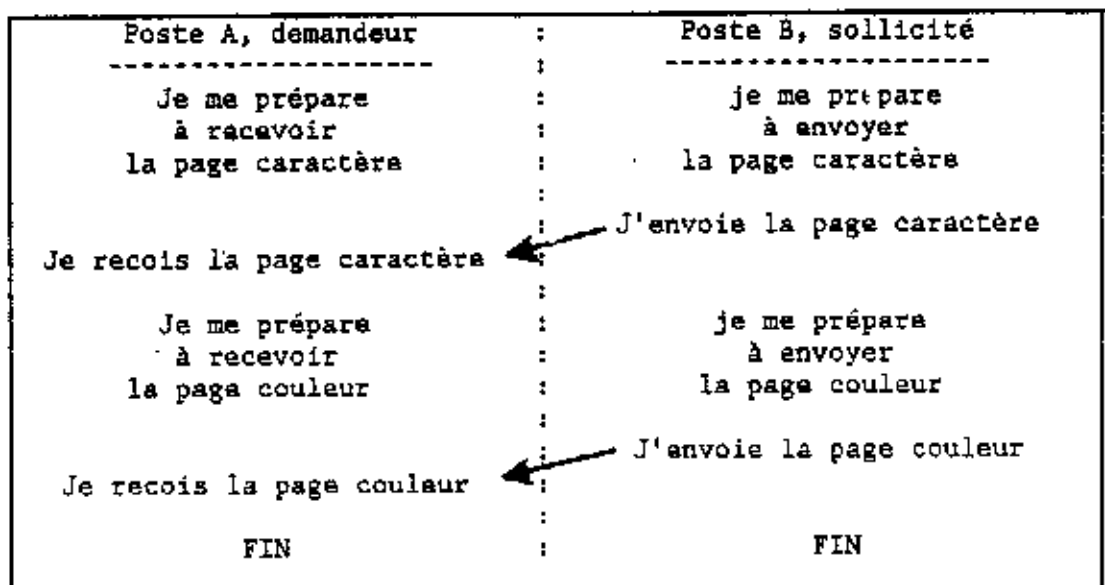 Poste A, demandeur : Poste B, sollicité
-------------------- : --------------------
Je me prépare : je me prépare
à recevoir : à envoyer
la page caractère : la page caractère
:
: J'envoie la page caractère
Je recois la page caractère :
:
Je me prépare : je me prépare
à recevoir : à envoyer
la page couleur : la page couleur
:
: J'envoie la page couleur
Je recois la page couleur :
:
FIN : FIN